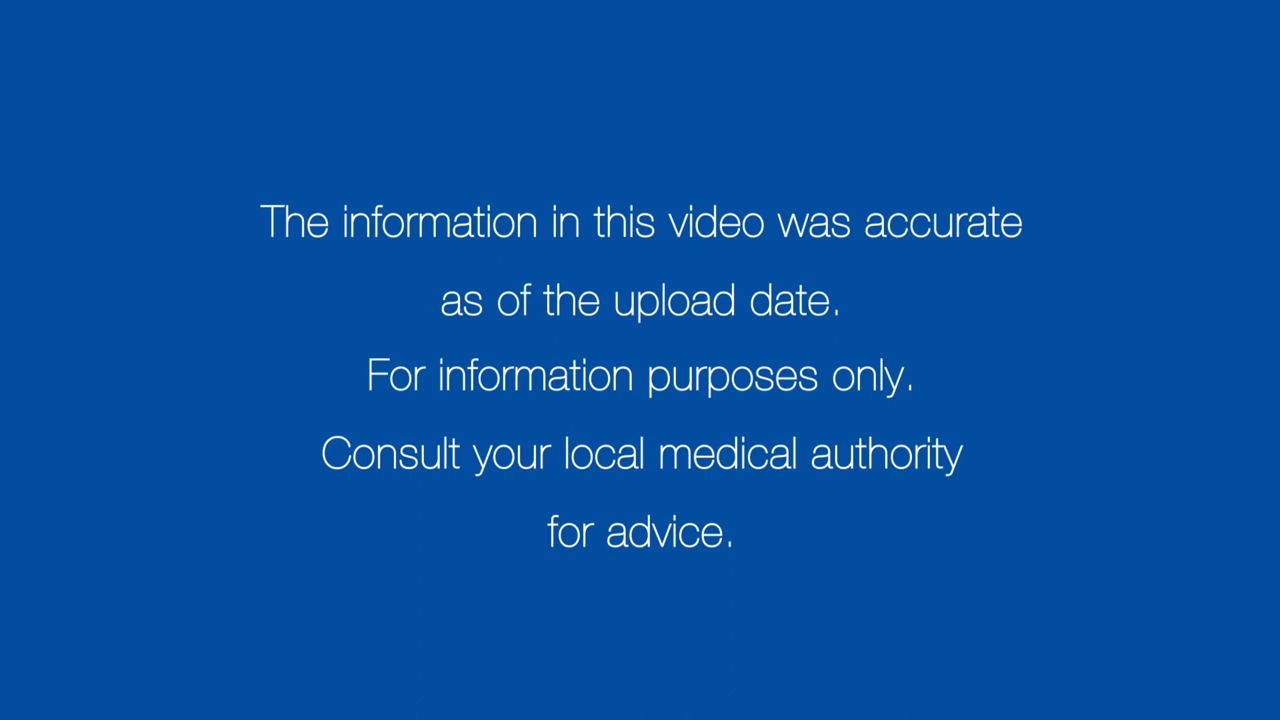 The information in this video was accurate
as of the upload date.
For information purposes only.
Consult your local medical authority
for advice.